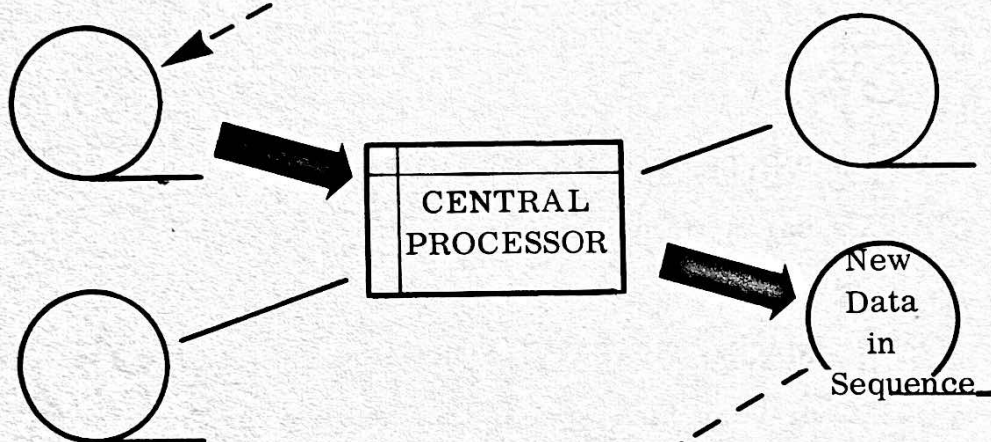 CENTRAL
PROCESSOR
New
Data
in
Sequence